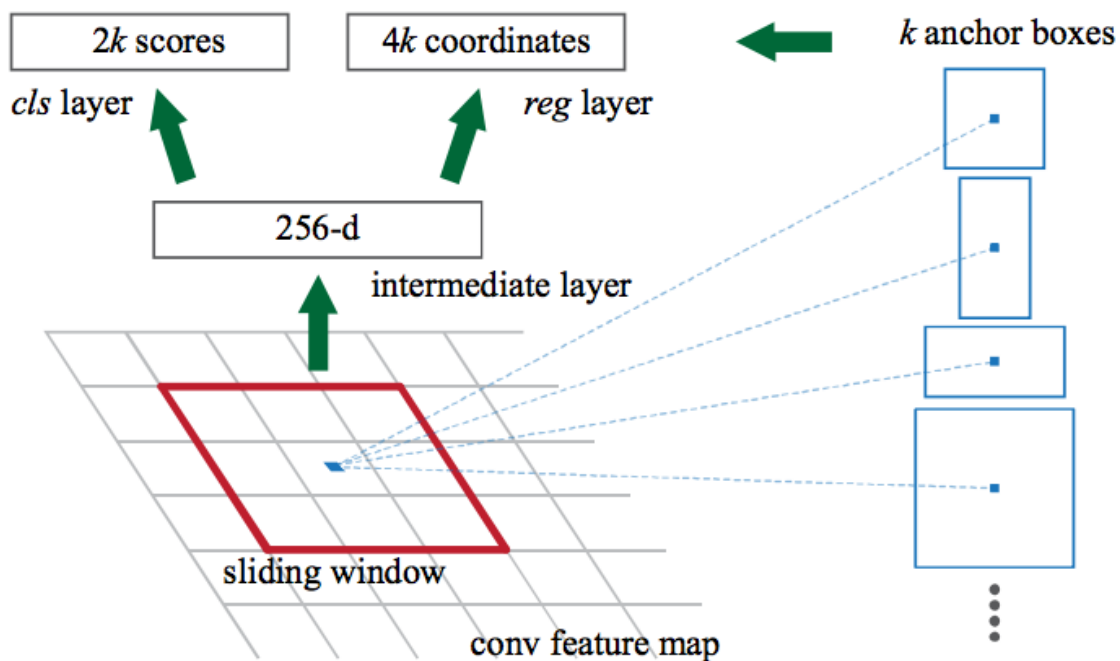 2k scores
4k coordinates
k anchor boxes
cls layer
reg layer
256-d
intermediate layer
sliding window
conv feature map